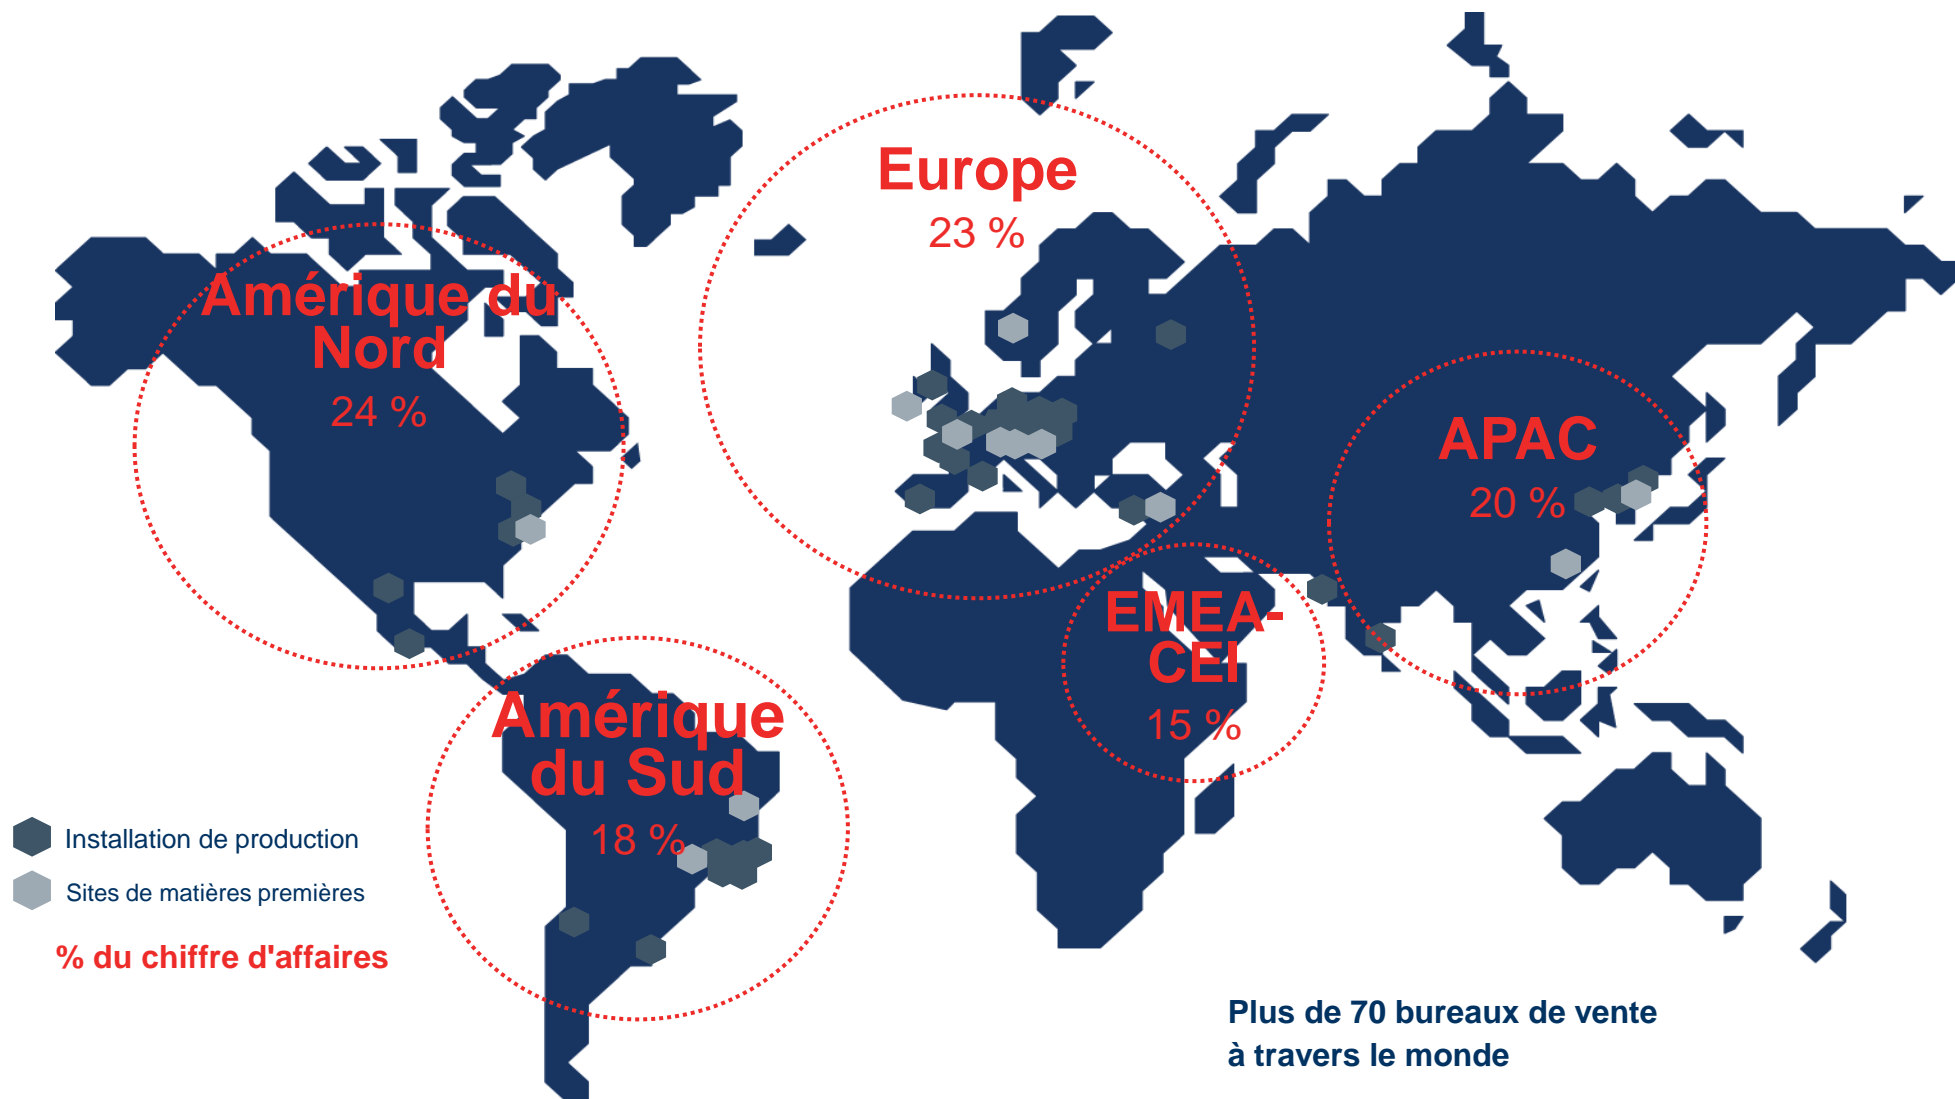 Europe
23 %
Amérique du
Nord
24 %
APAC
20 %
EMEA-
CEI
15 %
Amérique
du Sud
18 %
Installation de production
Sites de matières premières
% du chiffre d'affaires
Plus de 70 bureaux de vente
à travers le monde